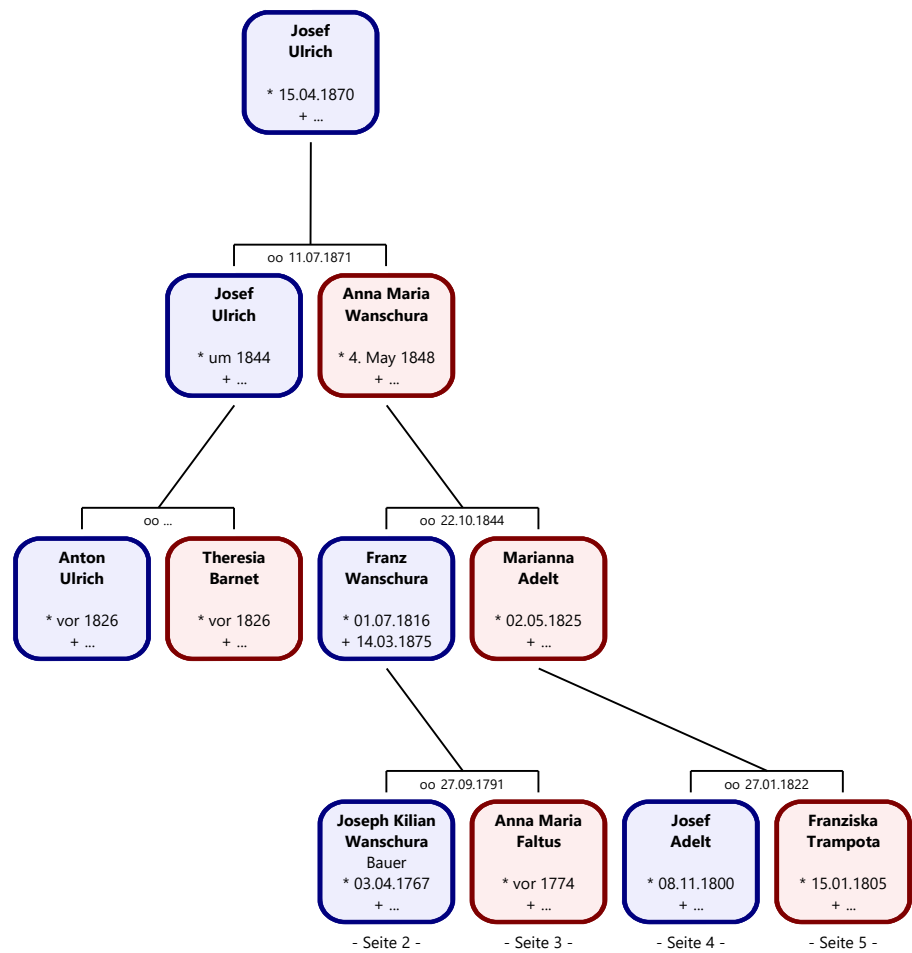 Josef
Ulrich
* 15.04.1870
+ ...
oo 11.07.1871
Josef
Ulrich
* um 1844
+ ...
Anna Maria
Wanschura
* 4. May 1848
+ ...
oo ...
oo 22.10.1844
Anton
Ulrich
* vor 1826
+ ...
Theresia
Barnet
* vor 1826
+ ...
Franz
Wanschura
* 01.07.1816
+ 14.03.1875
Marianna
Adelt
* 02.05.1825
+ ...
oo 27.09.1791
oo 27.01.1822
Joseph Kilian
Wanschura
Bauer
* 03.04.1767
+ ...
Anna Maria
Faltus
* vor 1774
+ ...
Josef
Adelt
* 08.11.1800
+ ...
Franziska
Trampota
* 15.01.1805
+ ...
- Seite 2 -
- Seite 3 -
- Seite 4 -
- Seite 5 -